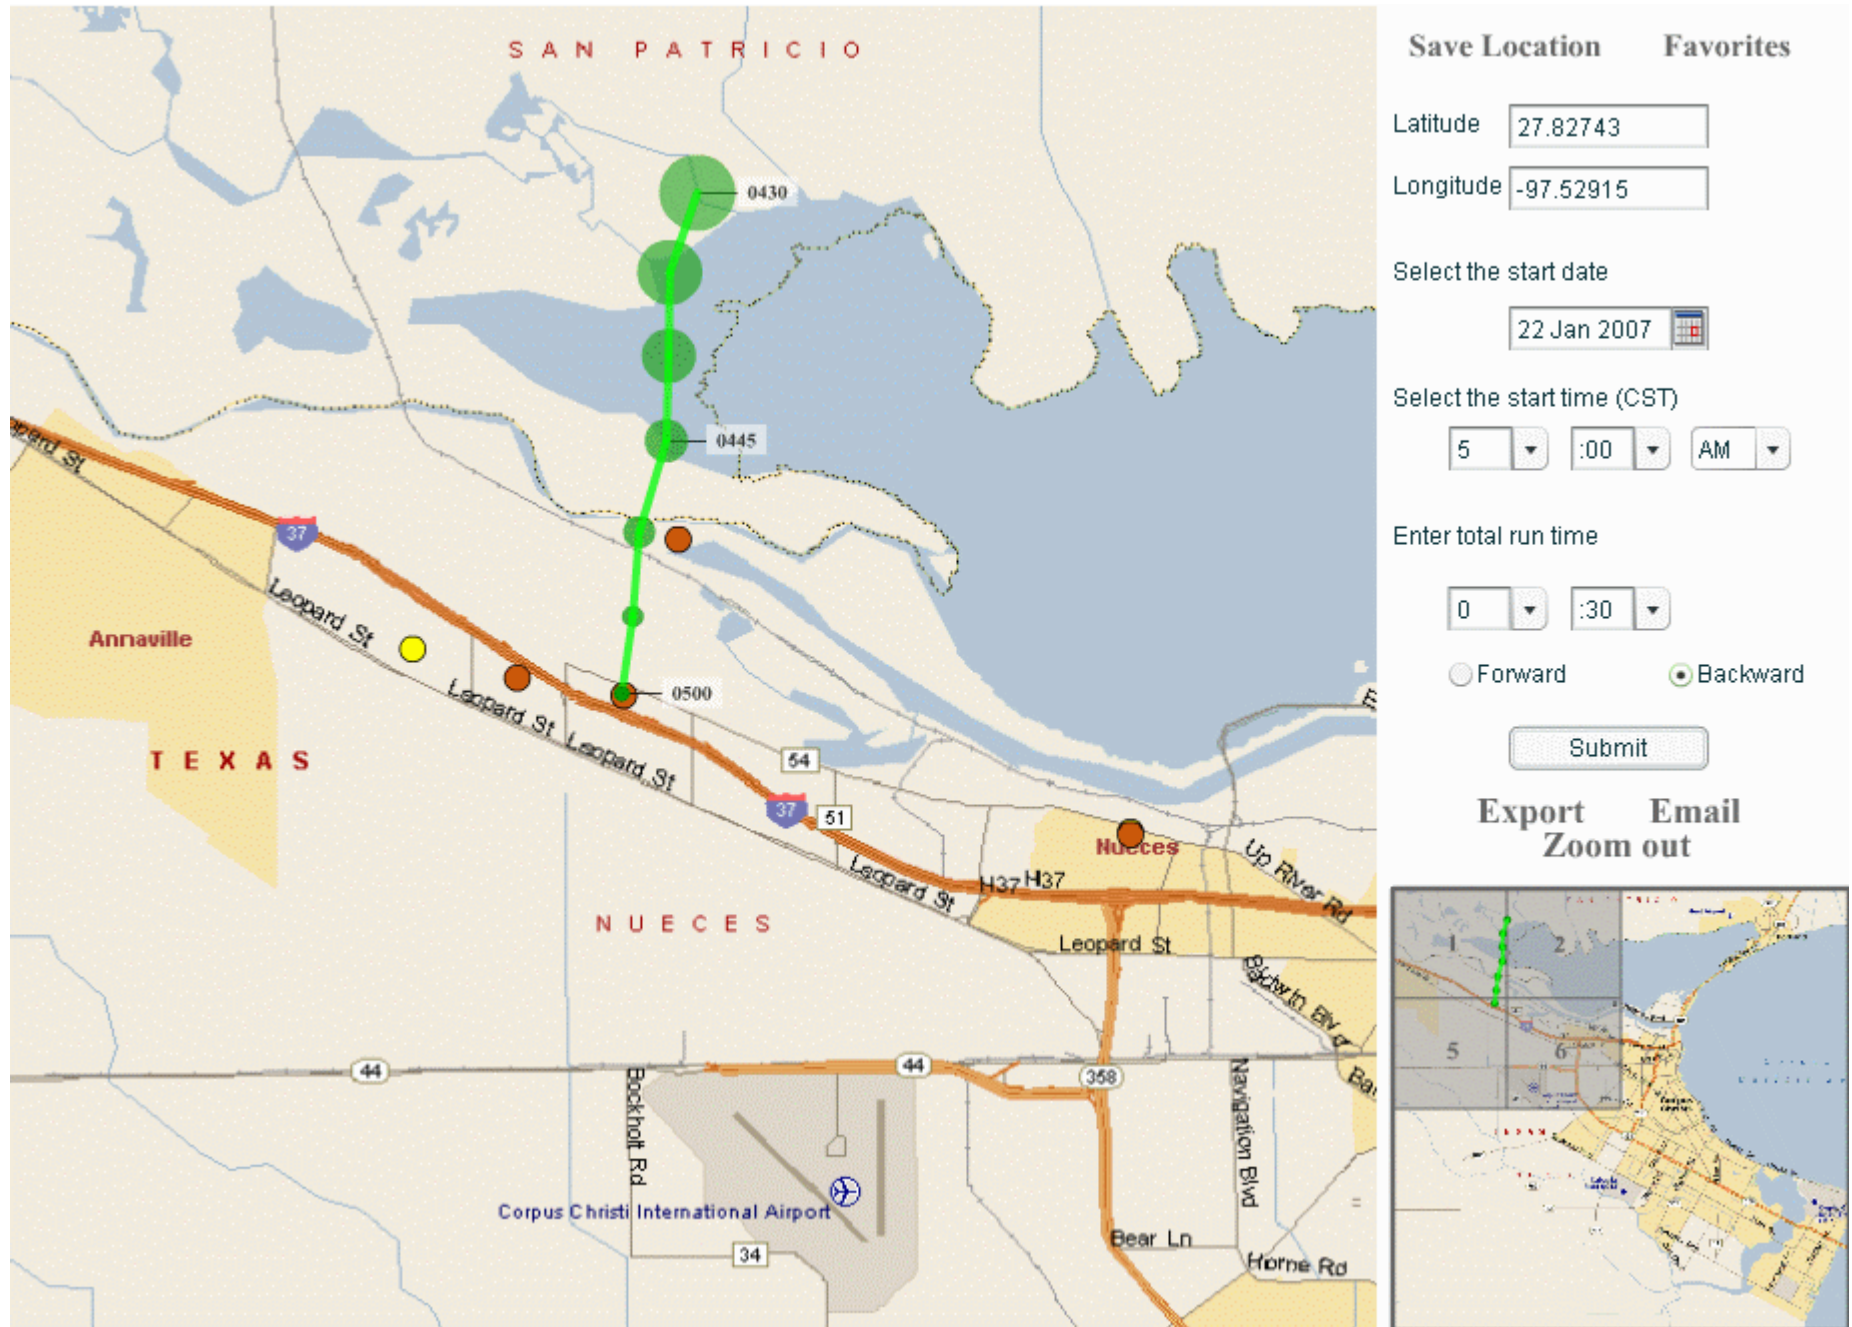 SAN PATRICIO
0430
0445
0500
37
Leopard St
Annaville
Leopard St
Leopard St
TEXAS
54
37
51
Nueces
Up River Rd
Leopard St
H37 H37
NUECES
Leopard St
44
44
358
Bockholt Rd
Navigation Blvd
Corpus Christi International Airport
34
Bear Ln
Horne Rd
Save Location Favorites
Latitude 27.82743
Longitude -97.52915
Select the start date
22 Jan 2007
Select the start time (CST)
5 :00 AM
Enter total run time
0 :30
Forward Backward
Submit
Export Email
Zoom out
1 2
5 6